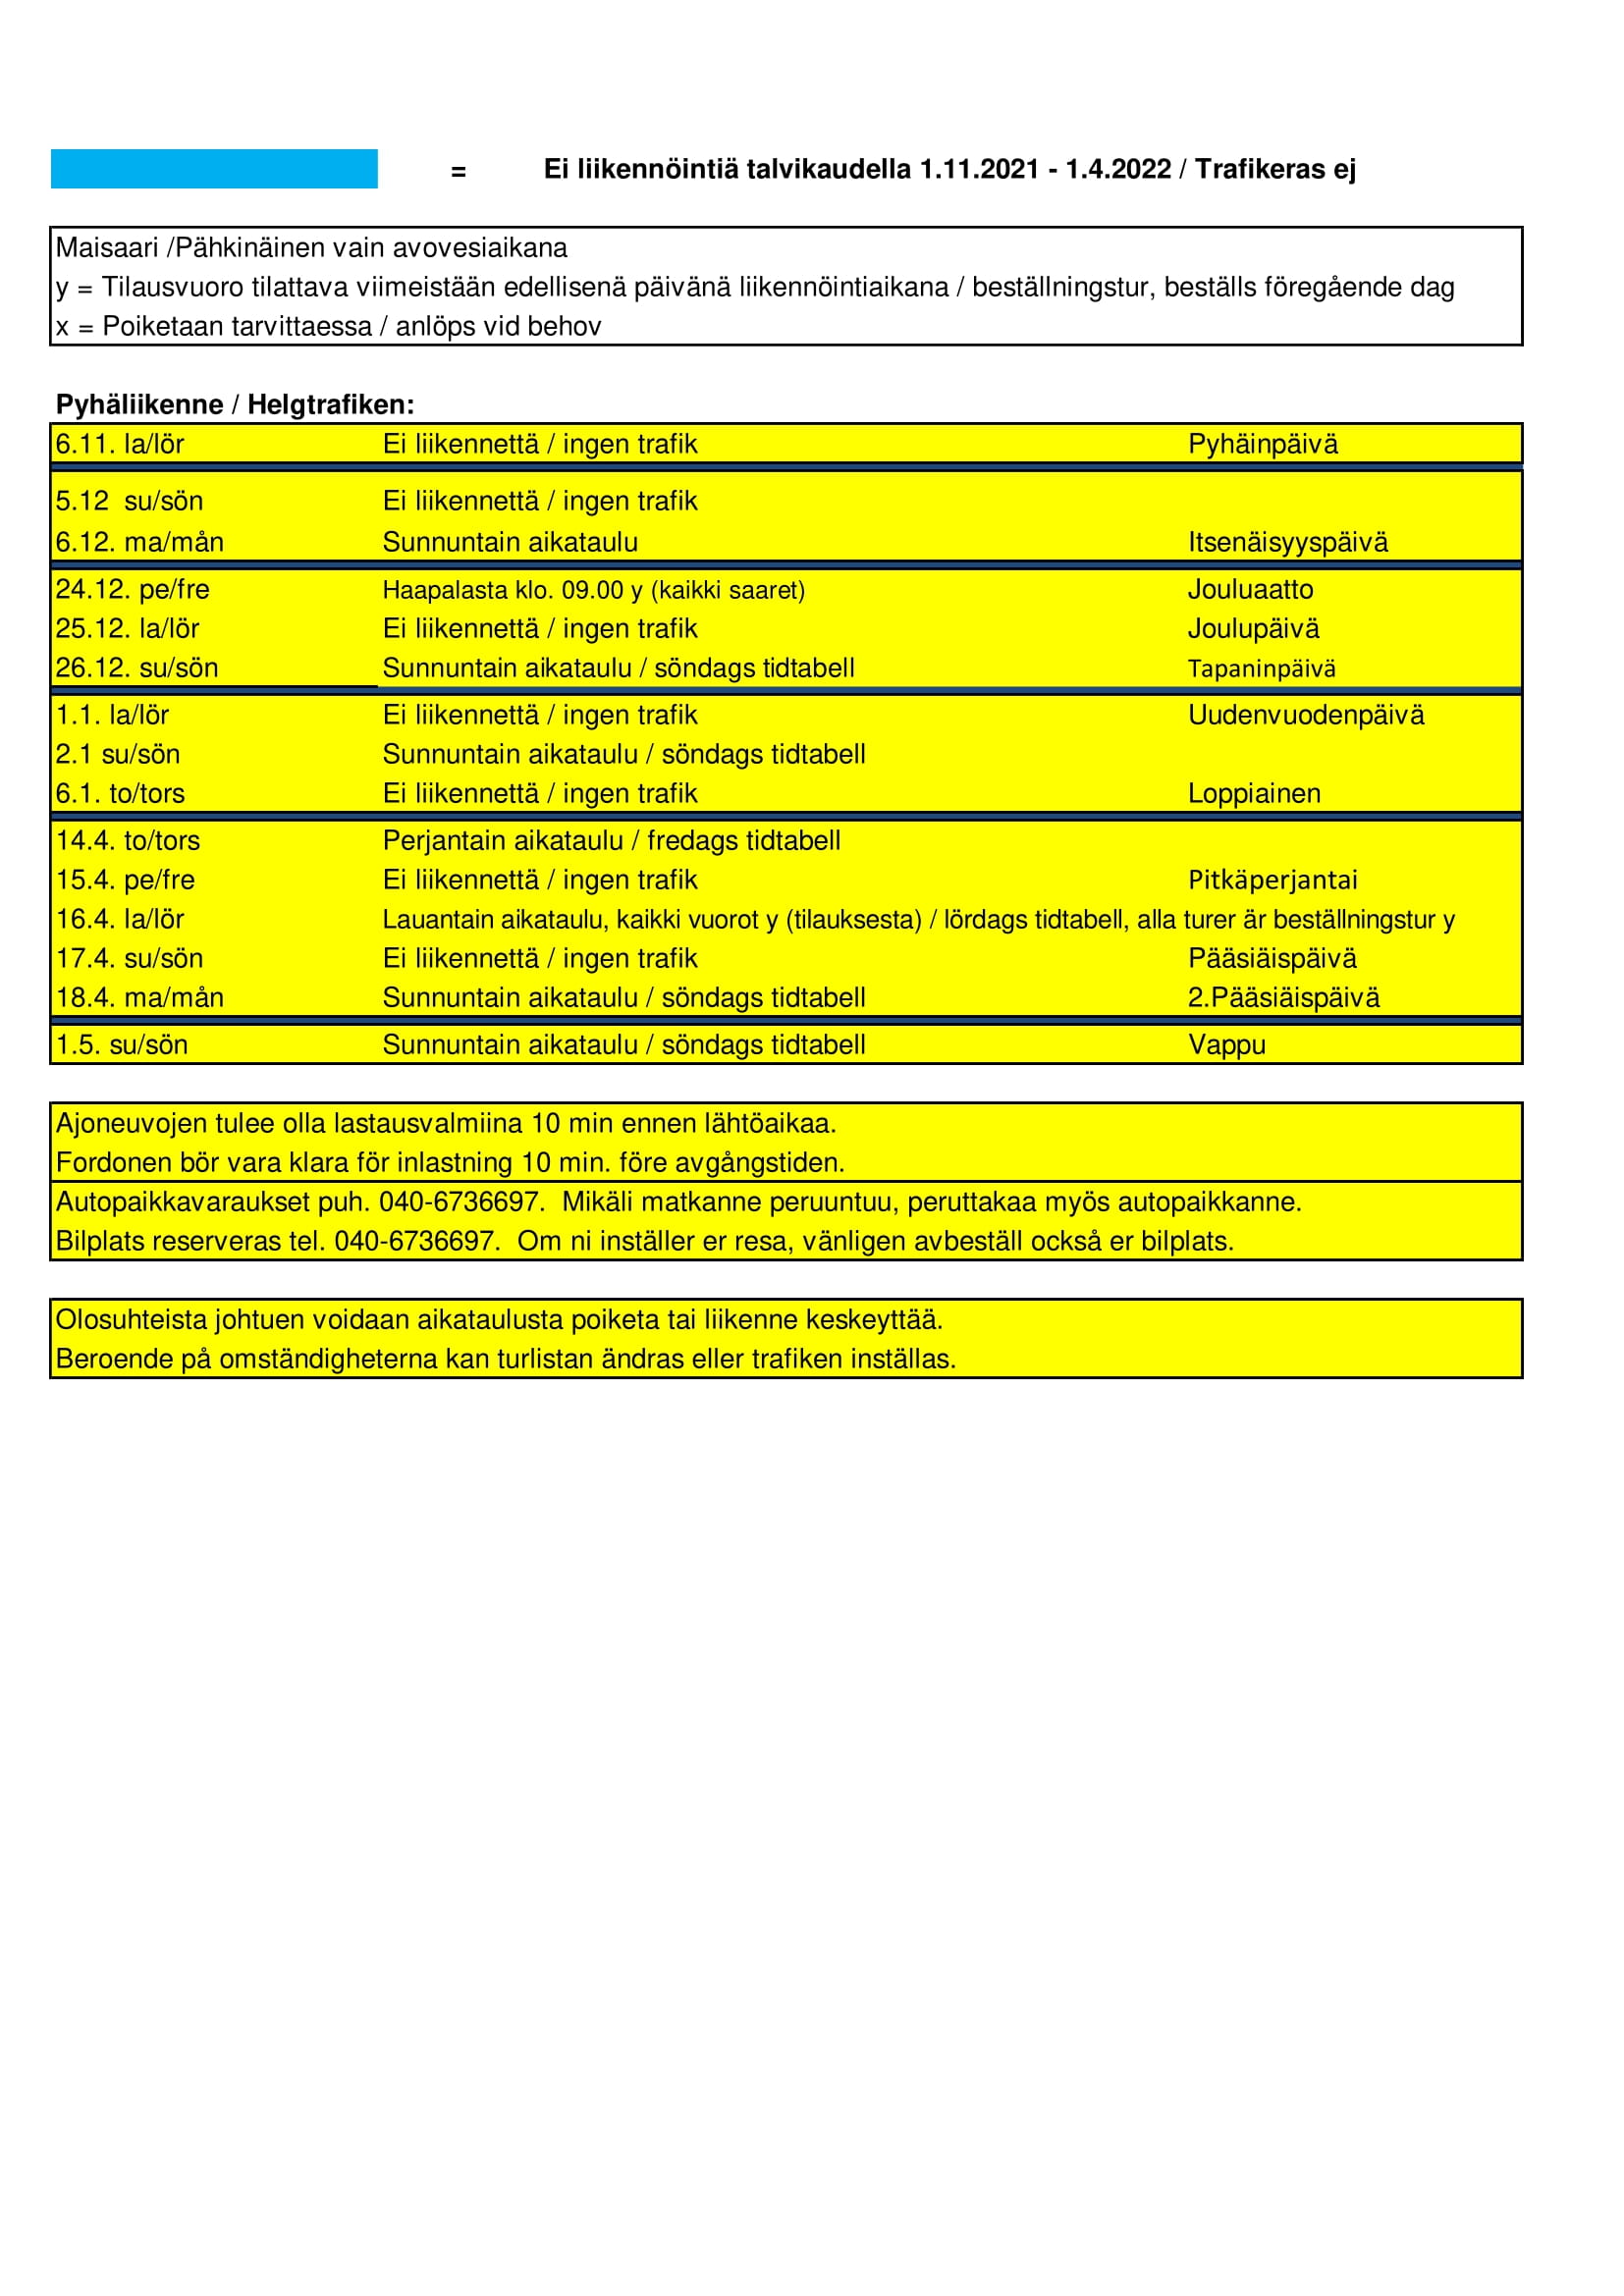 = Ei liikennöintiä talvikaudella 1.11.2021 - 1.4.2022 / Trafikeras ej
Maisaari /Pähkinäinen vain avovesiaikana
y = Tilausvuoro tilattava viimeistään edellisenä päivänä liikennöintiaikana / beställningstur, beställs föregående dag
x = Poiketaan tarvittaessa / anlöps vid behov
Pyhäliikenne / Helgtrafiken:
6.11. la/lör Ei liikennettä / ingen trafik Pyhäinpäivä
5.12  su/sön Ei liikennettä / ingen trafik
6.12. ma/mån Sunnuntain aikataulu Itsenäisyyspäivä
24.12. pe/fre Haapalasta klo. 09.00 y (kaikki saaret) Jouluaatto
25.12. la/lör Ei liikennettä / ingen trafik Joulupäivä
26.12. su/sön Sunnuntain aikataulu / söndags tidtabell Tapaninpäivä
1.1. la/lör Ei liikennettä / ingen trafik Uudenvuodenpäivä
2.1 su/sön Sunnuntain aikataulu / söndags tidtabell
6.1. to/tors Ei liikennettä / ingen trafik Loppiainen
14.4. to/tors Perjantain aikataulu / fredags tidtabell
15.4. pe/fre Ei liikennettä / ingen trafik Pitkäperjantai
16.4. la/lör Lauantain aikataulu, kaikki vuorot y (tilauksesta) / lördags tidtabell, alla turer är beställningstur y
17.4. su/sön Ei liikennettä / ingen trafik Pääsiäispäivä
18.4. ma/mån Sunnuntain aikataulu / söndags tidtabell 2.Pääsiäispäivä
1.5. su/sön Sunnuntain aikataulu / söndags tidtabell Vappu
Ajoneuvojen tulee olla lastausvalmiina 10 min ennen lähtöaikaa.
Fordonen bör vara klara för inlastning 10 min. före avgångstiden.
Autopaikkavaraukset puh. 040-6736697.  Mikäli matkanne peruuntuu, peruttakaa myös autopaikkanne.
Bilplats reserveras tel. 040-6736697.  Om ni inställer er resa, vänligen avbeställ också er bilplats.
Olosuhteista johtuen voidaan aikataulusta poiketa tai liikenne keskeyttää.
Beroende på omständigheterna kan turlistan ändras eller trafiken inställas.